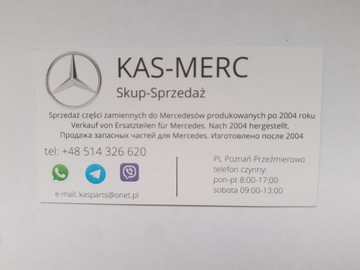 KAS-MERC
Skup-Sprzedaż
Sprzedaż części zamiennych do Mercedesów produkowanych po 2004 roku
Verkauf von Ersatzteilen für Mercedes. Nach 2004 hergestellt.
Продажа запасных частей для Mercedes. Изготовлено после 2004
tel: +48 514 326 620
e-mail: kasparts@onet.pl
PL Poznań Przeźmierowo
telefon czynny:
pon-pt 8:00-17:00
sobota 09:00-13:00